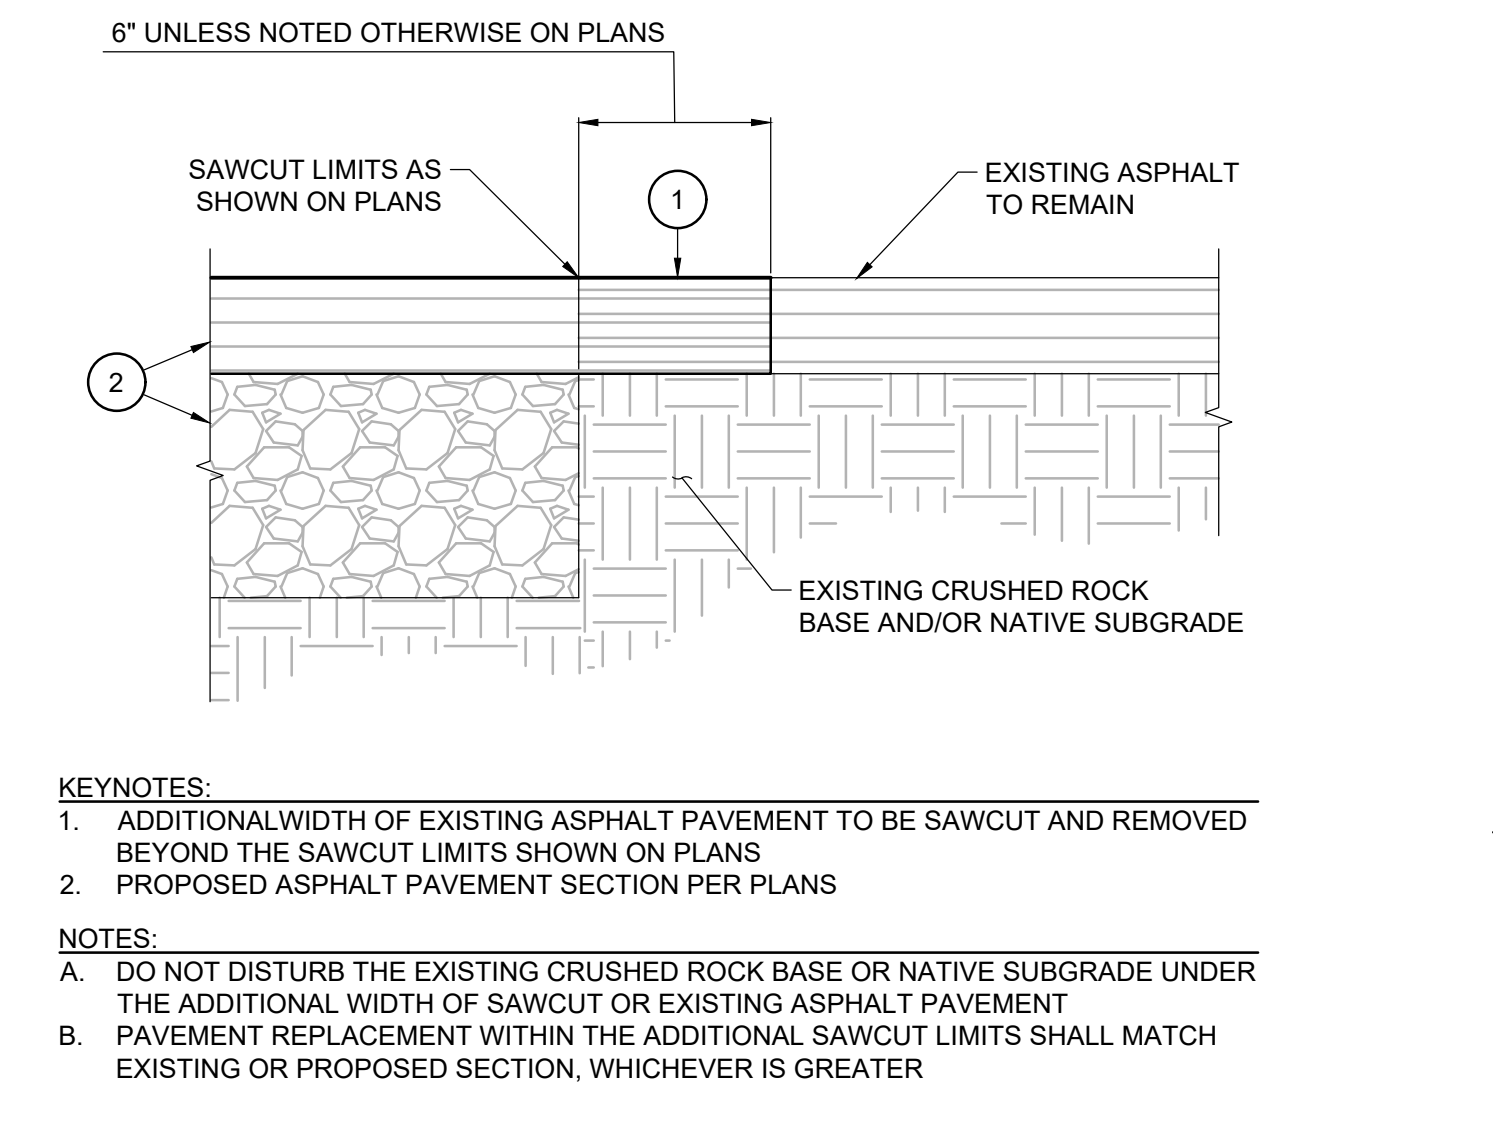 6" UNLESS NOTED OTHERWISE ON PLANS
SAWCUT LIMITS AS
SHOWN ON PLANS
1
EXISTING ASPHALT
TO REMAIN
2
EXISTING CRUSHED ROCK
BASE AND/OR NATIVE SUBGRADE
KEYNOTES:
1. ADDITIONALWIDTH OF EXISTING ASPHALT PAVEMENT TO BE SAWCUT AND REMOVED
BEYOND THE SAWCUT LIMITS SHOWN ON PLANS
2. PROPOSED ASPHALT PAVEMENT SECTION PER PLANS
NOTES:
A. DO NOT DISTURB THE EXISTING CRUSHED ROCK BASE OR NATIVE SUBGRADE UNDER
THE ADDITIONAL WIDTH OF SAWCUT OR EXISTING ASPHALT PAVEMENT
B. PAVEMENT REPLACEMENT WITHIN THE ADDITIONAL SAWCUT LIMITS SHALL MATCH
EXISTING OR PROPOSED SECTION, WHICHEVER IS GREATER